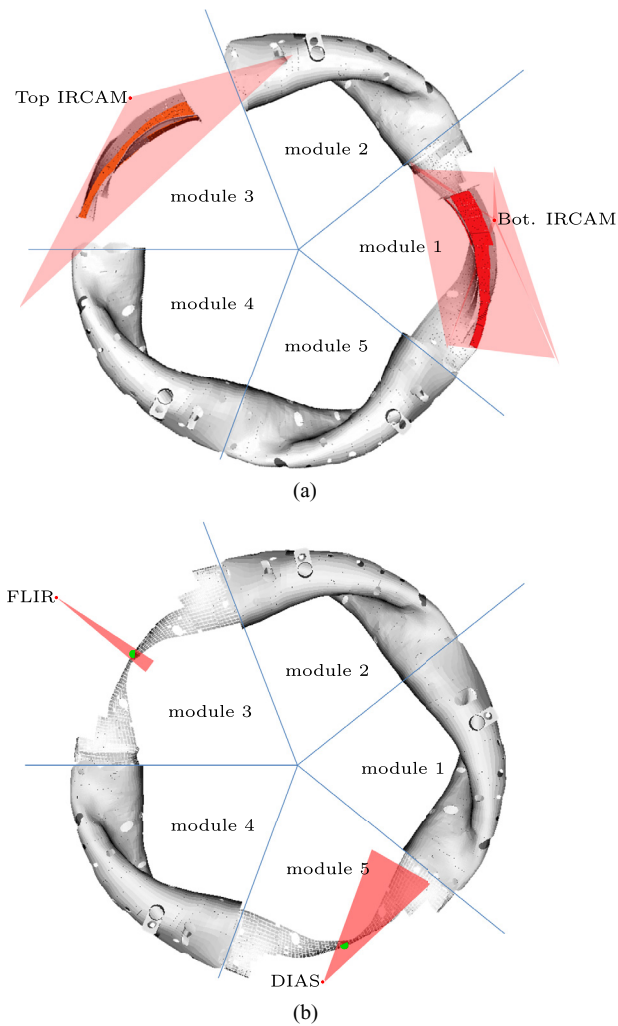 Top IRCAM
module 2
module 3
Bot. IRCAM
module 1
module 4
module 5
(a)
FLIR
module 2
module 3
module 1
module 4
module 5
DIAS
(b)